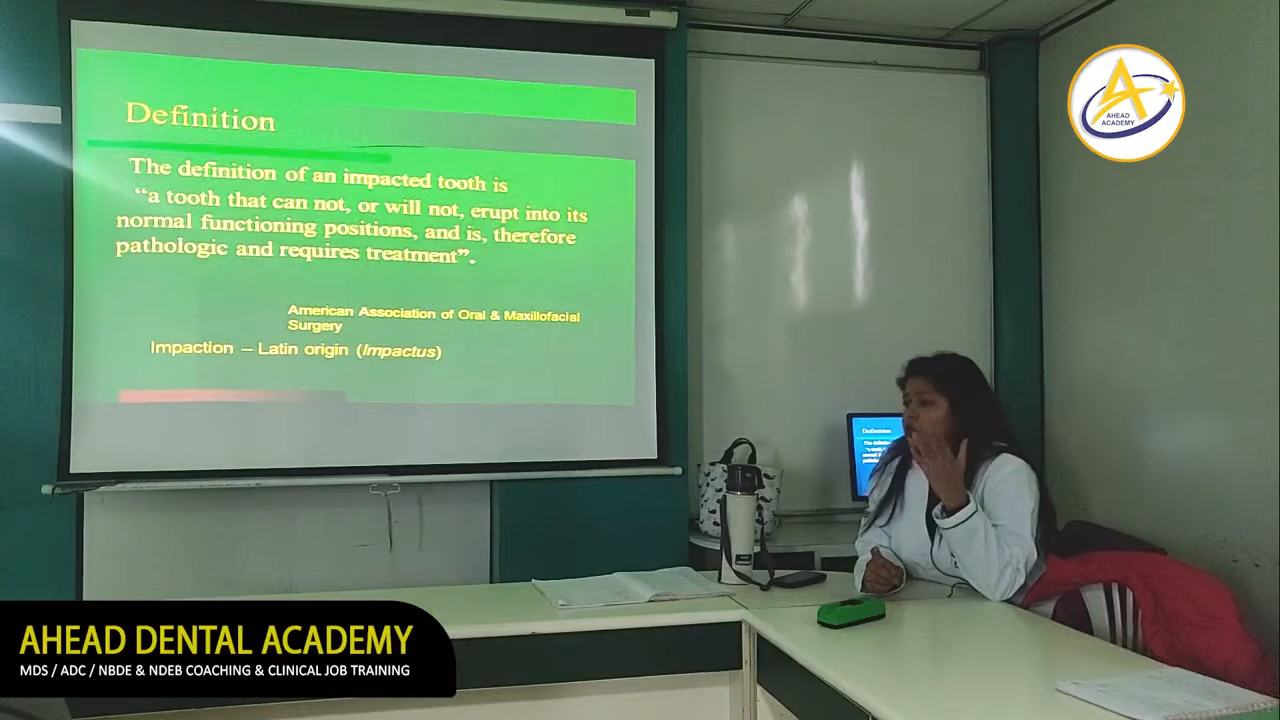 Definition
The definition of an impacted tooth is
“a tooth that can not, or will not, erupt into its
normal functioning positions, and is, therefore
pathologic and requires treatment”.
American Association of Oral & Maxillofacial
Surgery
Impaction – Latin origin (Impactus)
A
AHEAD
ACADEMY
Definition
AHEAD DENTAL ACADEMY
MDS / ADC / NBDE & NDEB COACHING & CLINICAL JOB TRAINING